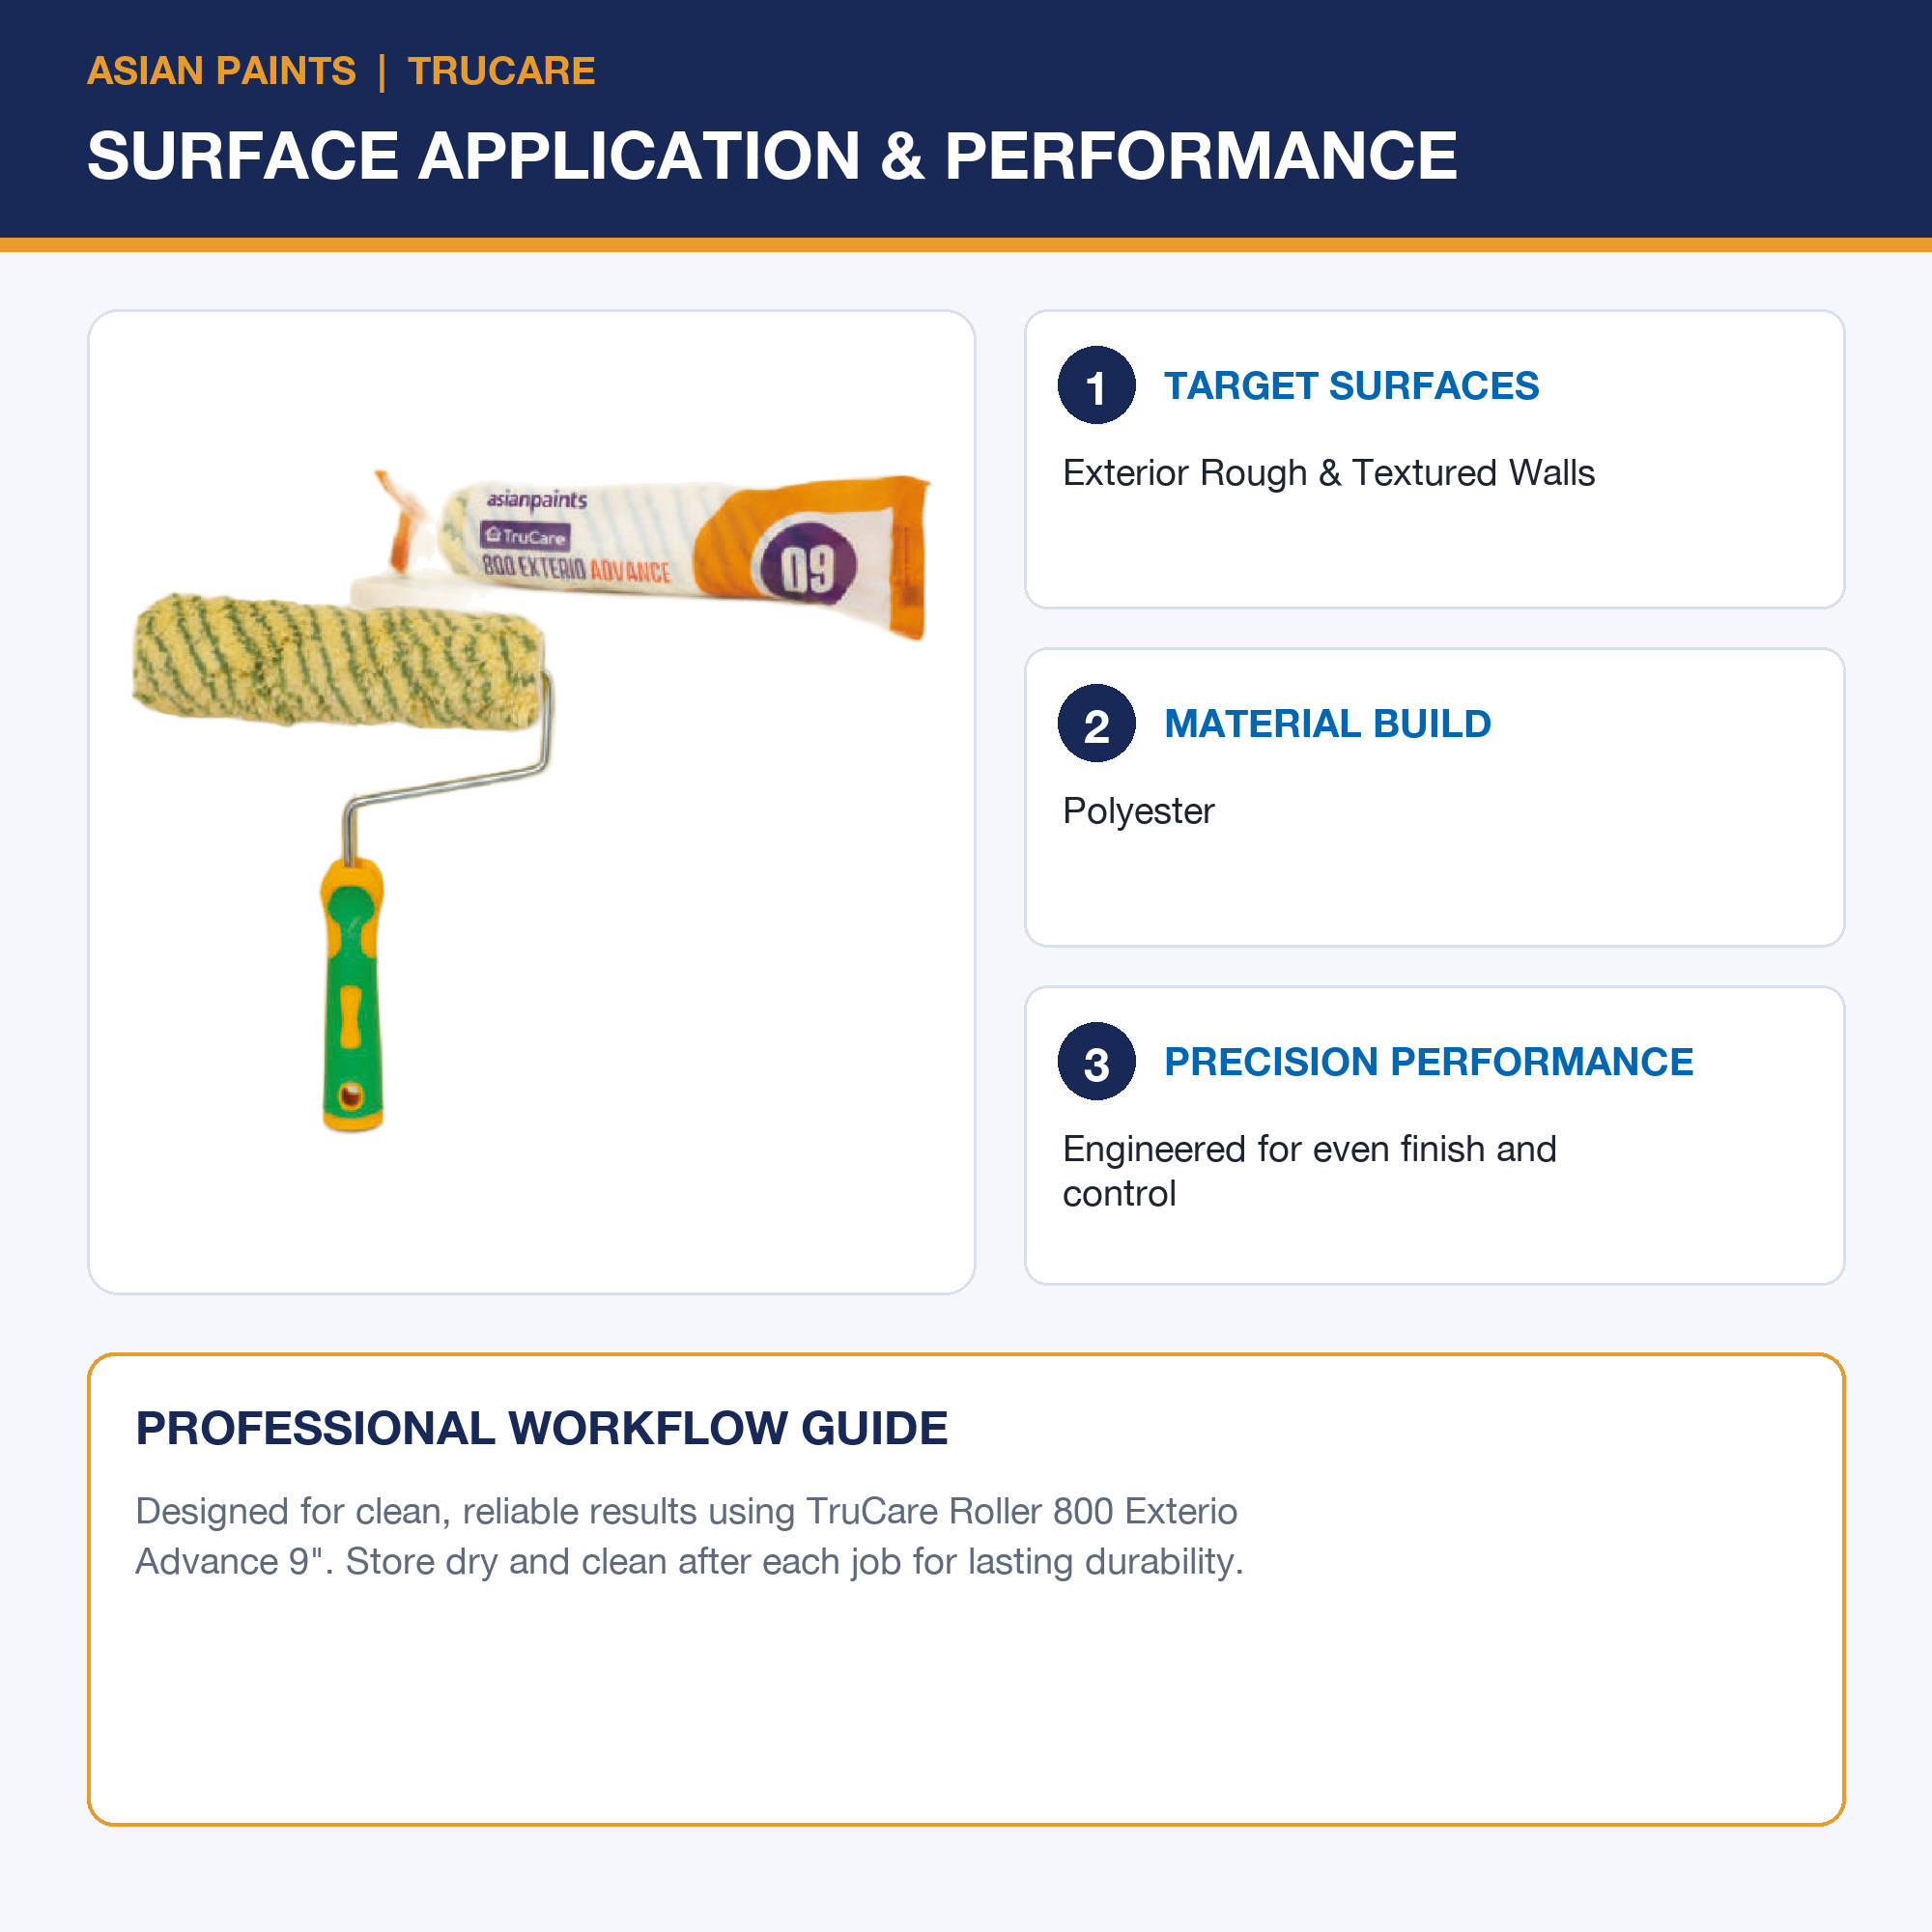 ASIAN PAINTS | TRUCARE
SURFACE APPLICATION & PERFORMANCE
asianpaints
TruCare
800 EXTERIO ADVANCE
09
1 TARGET SURFACES
Exterior Rough & Textured Walls
2 MATERIAL BUILD
Polyester
3 PRECISION PERFORMANCE
Engineered for even finish and
control
PROFESSIONAL WORKFLOW GUIDE
Designed for clean, reliable results using TruCare Roller 800 Exterio
Advance 9". Store dry and clean after each job for lasting durability.